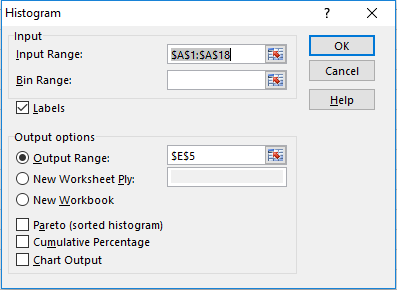 Histogram
?
Input
Input Range:
$A$1:$A$18
Bin Range:
Labels
OK
Cancel
Help
Output options
Output Range:
$E$5
New Worksheet Ply:
New Workbook
Pareto (sorted histogram)
Cumulative Percentage
Chart Output